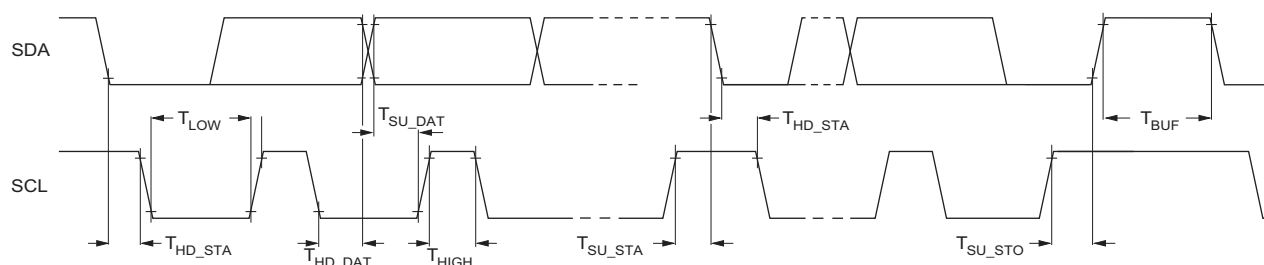 SDA
T_LOW
T_SU_DAT
T_HD_STA
T_BUF
SCL
T_HD_STA
T_HD_DAT
T_HIGH
T_SU_STA
T_SU_STO